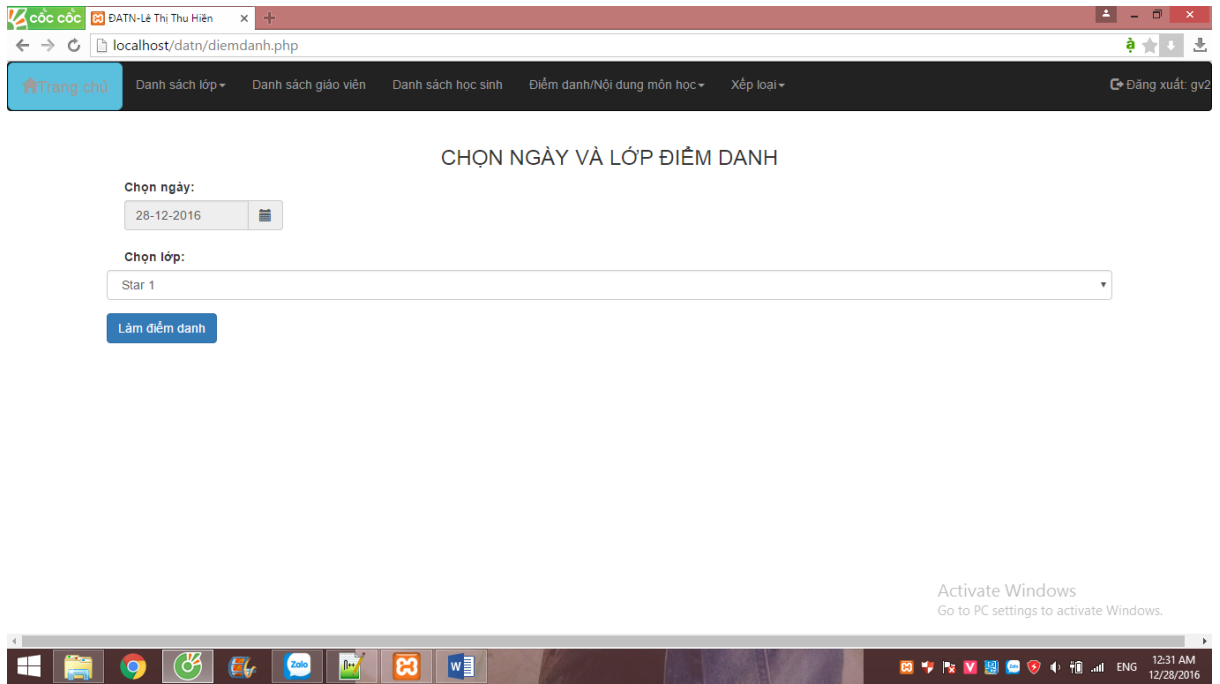 cốc cốc ĐATN-Lê Thị Thu Hiền
localhost/datn/diemdanh.php
Trang chủ Danh sách lớp Danh sách giáo viên Danh sách học sinh Điểm danh/Nội dung môn học Xếp loại Đăng xuất: gv2
CHỌN NGÀY VÀ LỚP ĐIỂM DANH
Chọn ngày:
28-12-2016
Chọn lớp:
Star 1
Làm điểm danh
Activate Windows
Go to PC settings to activate Windows.
Zalo
ENG
12:31 AM
12/28/2016